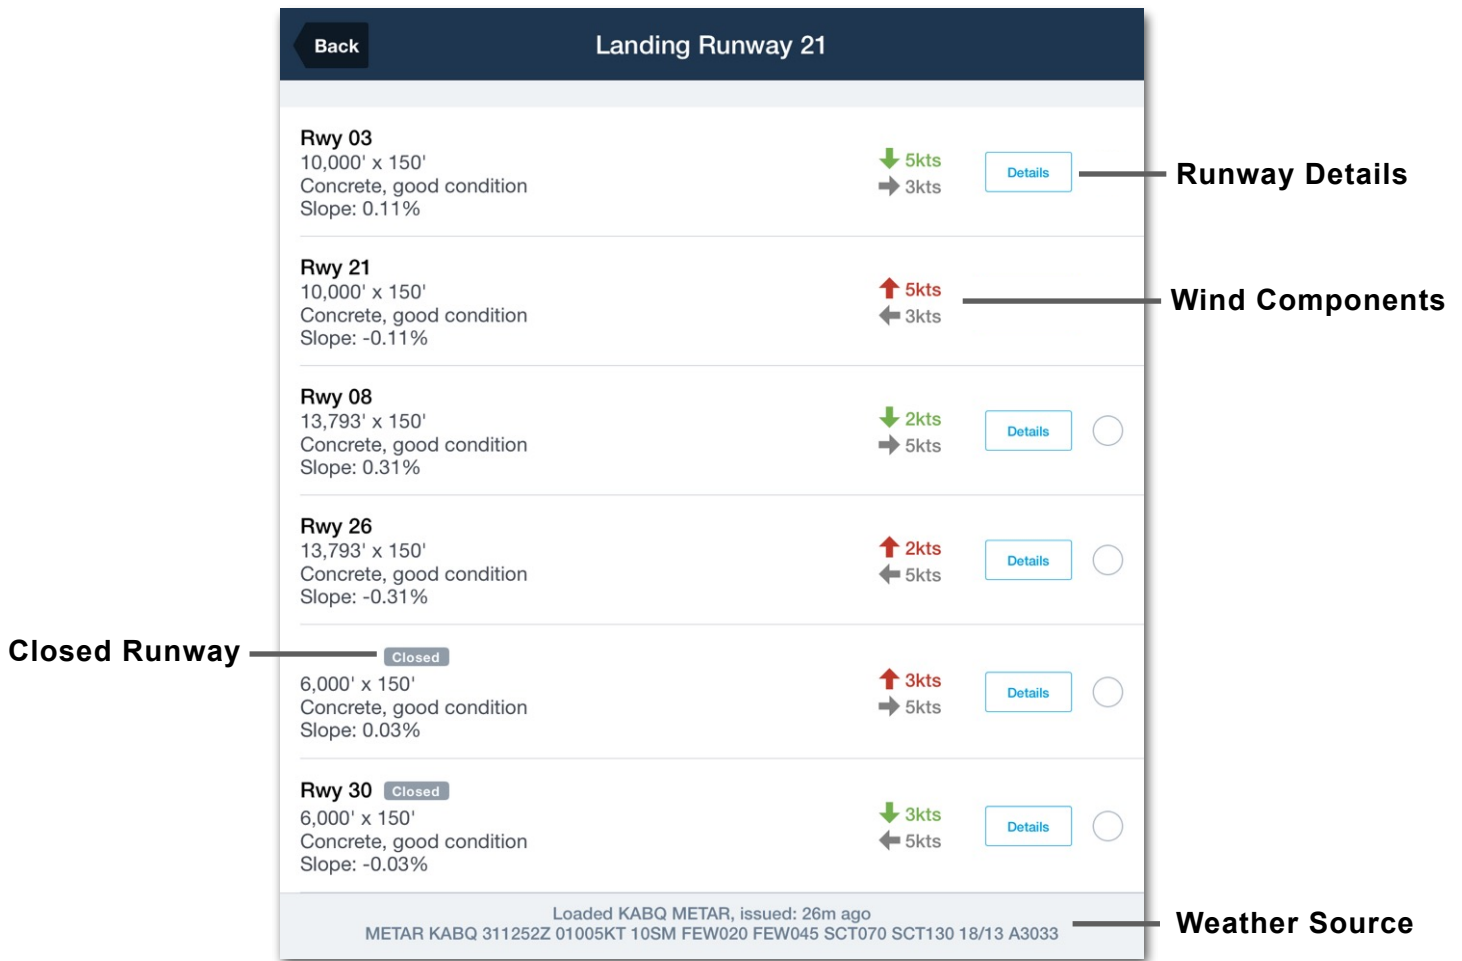 Back
Landing Runway 21
Rwy 03
10,000' x 150'
Concrete, good condition
Slope: 0.11%
5kts
3kts
Details
Runway Details
Rwy 21
10,000' x 150'
Concrete, good condition
Slope: -0.11%
5kts
3kts
Wind Components
Rwy 08
13,793' x 150'
Concrete, good condition
Slope: 0.31%
2kts
5kts
Details
Rwy 26
13,793' x 150'
Concrete, good condition
Slope: -0.31%
2kts
5kts
Details
Closed Runway
Closed
6,000' x 150'
Concrete, good condition
Slope: 0.03%
3kts
5kts
Details
Rwy 30 Closed
6,000' x 150'
Concrete, good condition
Slope: -0.03%
3kts
5kts
Details
Loaded KABQ METAR, issued: 26m ago
METAR KABQ 311252Z 01005KT 10SM FEW020 FEW045 SCT070 SCT130 18/13 A3033
Weather Source